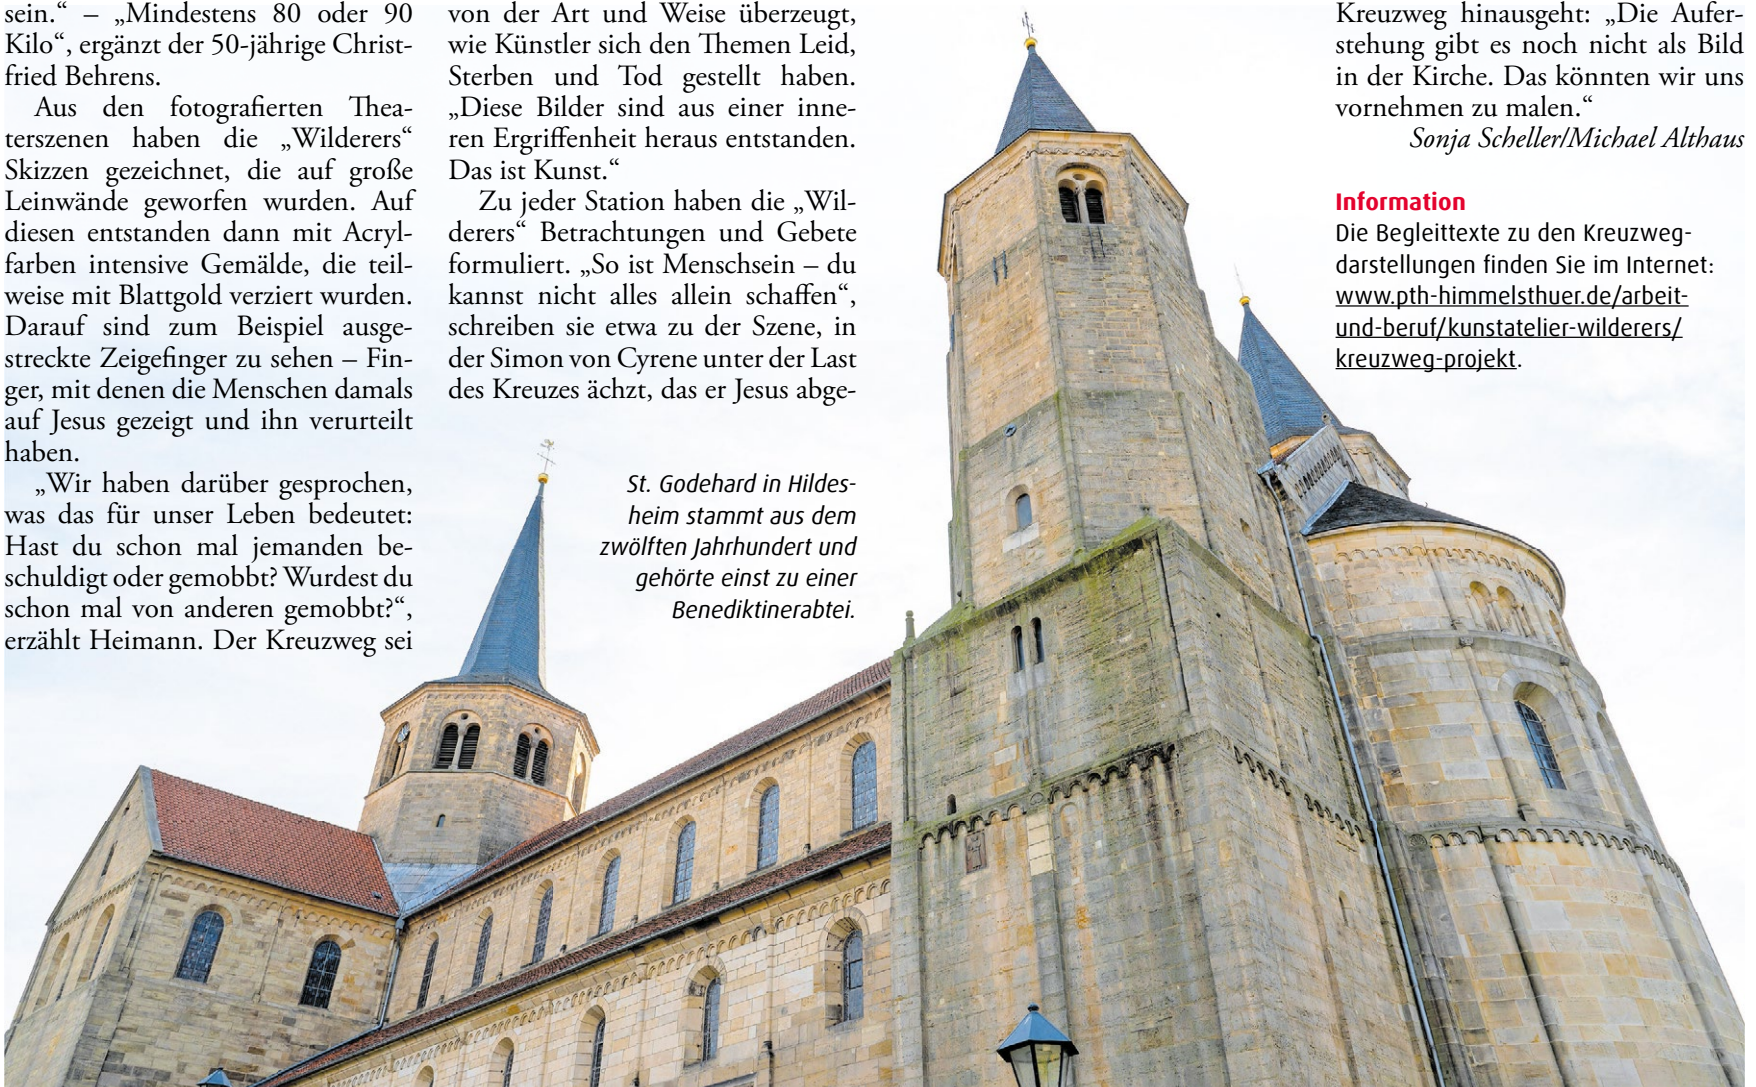 sein.“ – „Mindestens 80 oder 90
Kilo“, ergänzt der 50-jährige Christ-
fried Behrens.
Aus den fotografierten Thea-
terszenen haben die „Wilderers“
Skizzen gezeichnet, die auf große
Leinwände geworfen wurden. Auf
diesen entstanden dann mit Acryl-
farben intensive Gemälde, die teil-
weise mit Blattgold verziert wurden.
Darauf sind zum Beispiel ausge-
streckte Zeigefinger zu sehen – Fin-
ger, mit denen die Menschen damals
auf Jesus gezeigt und ihn verurteilt
haben.
„Wir haben darüber gesprochen,
was das für unser Leben bedeutet:
Hast du schon mal jemanden be-
schuldigt oder gemobbt? Wurdest du
schon mal von anderen gemobbt?“,
erzählt Heimann. Der Kreuzweg sei
von der Art und Weise überzeugt,
wie Künstler sich den Themen Leid,
Sterben und Tod gestellt haben.
„Diese Bilder sind aus einer inne-
ren Ergriffenheit heraus entstanden.
Das ist Kunst.“
Zu jeder Station haben die „Wil-
derers“ Betrachtungen und Gebete
formuliert. „So ist Menschsein – du
kannst nicht alles allein schaffen“,
schreiben sie etwa zu der Szene, in
der Simon von Cyrene unter der Last
des Kreuzes ächzt, das er Jesus abge-
St. Godehard in Hildes-
heim stammt aus dem
zwölften Jahrhundert und
gehörte einst zu einer
Benediktinerabtei.
Kreuzweg hinausgeht: „Die Aufer-
stehung gibt es noch nicht als Bild
in der Kirche. Das könnten wir uns
vornehmen zu malen.“
Sonja Scheller/Michael Althaus
Information
Die Begleittexte zu den Kreuzweg-
darstellungen finden Sie im Internet:
www.pth-himmelsthuer.de/arbeit-
und-beruf/kunstatelier-wilderers/
kreuzweg-projekt.